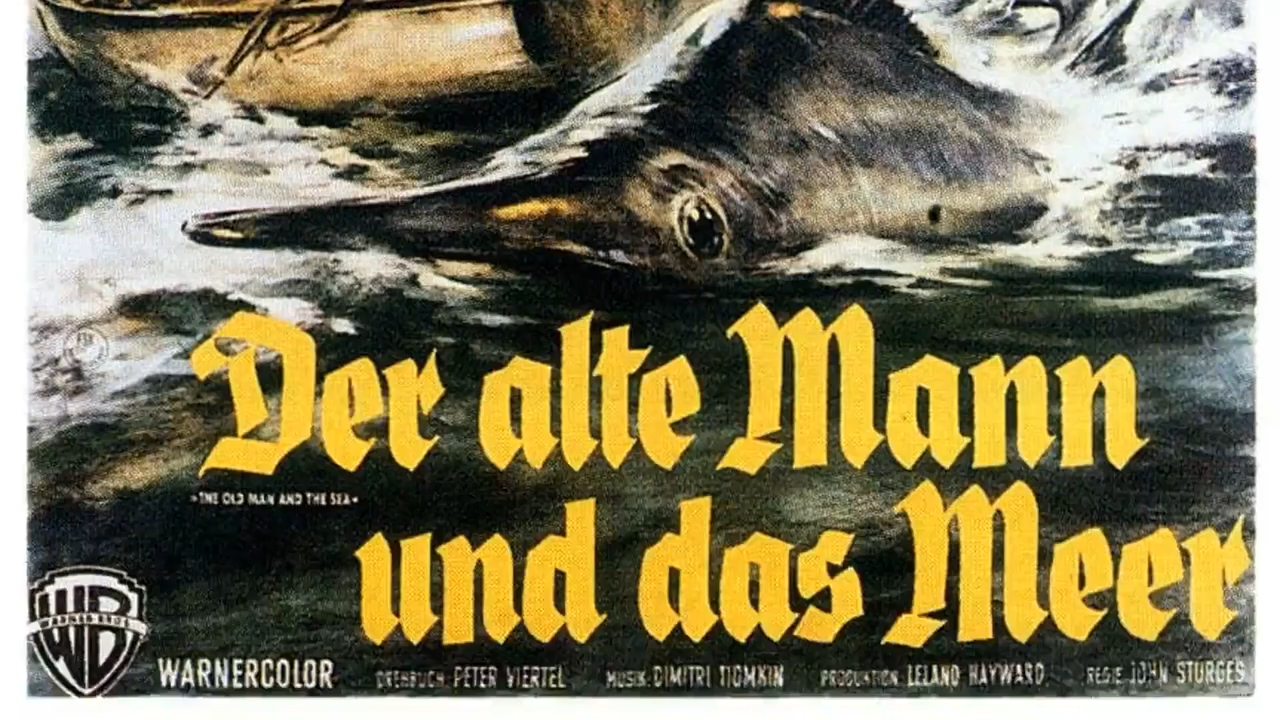 Der alte Mann
»THE OLD MAN AND THE SEA«
und das Meer
WB
WARNER BROS
WARNERCOLOR DREHBUCH: PETER VIERTEL MUSIK: DIMITRI TIOMKIN PRODUKTION: LELAND HAYWARD REGIE: JOHN STURGES